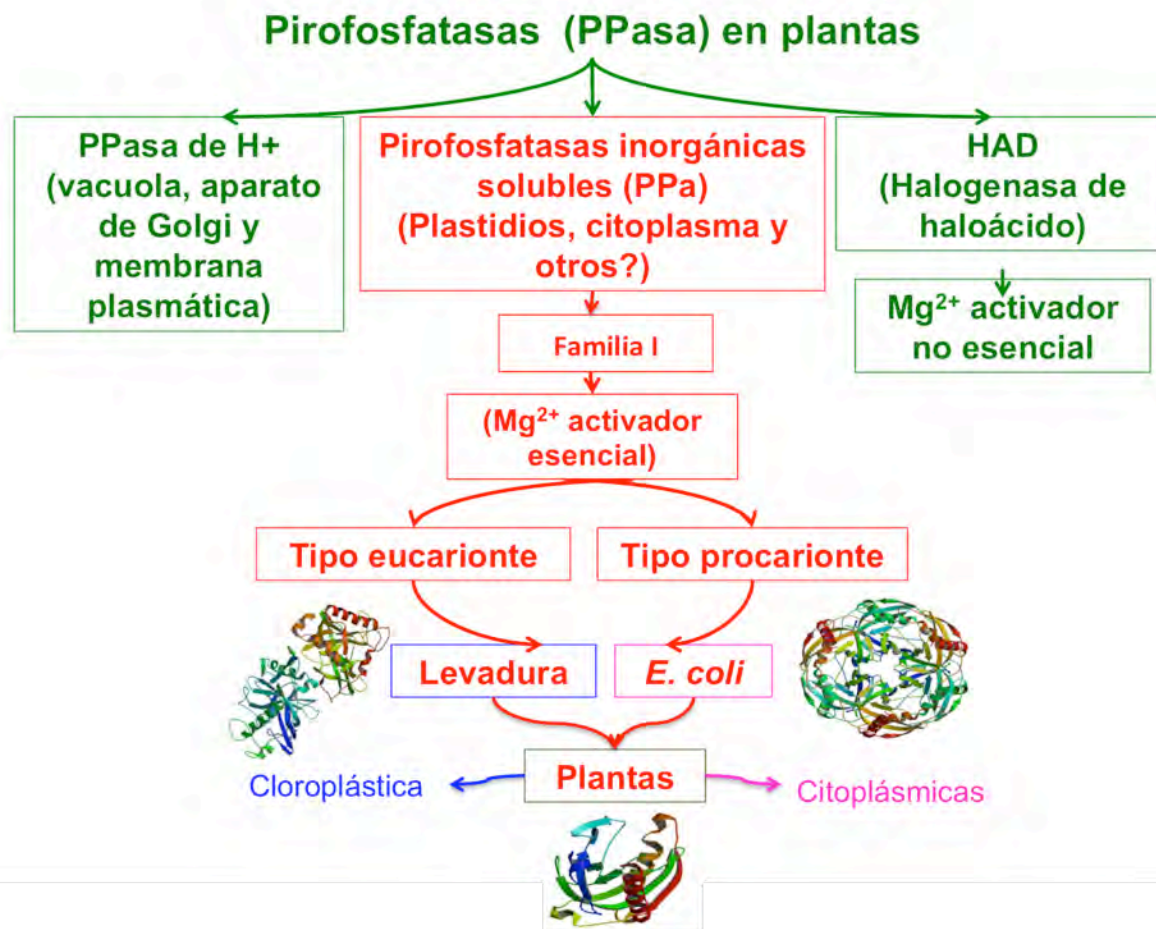 Pirofosfatasas (PPasa) en plantas
PPasa de H+
(vacuola, aparato
de Golgi y
membrana
plasmática)
Pirofosfatasas inorgánicas
solubles (PPa)
(Plastidios, citoplasma y
otros?)
HAD
(Halogenasa de
haloácido)
Mg²⁺ activador
no esencial
Familia I
(Mg²⁺ activador
esencial)
Tipo eucarionte
Tipo procarionte
Levadura
E. coli
Plantas
Cloroplástica
Citoplásmicas